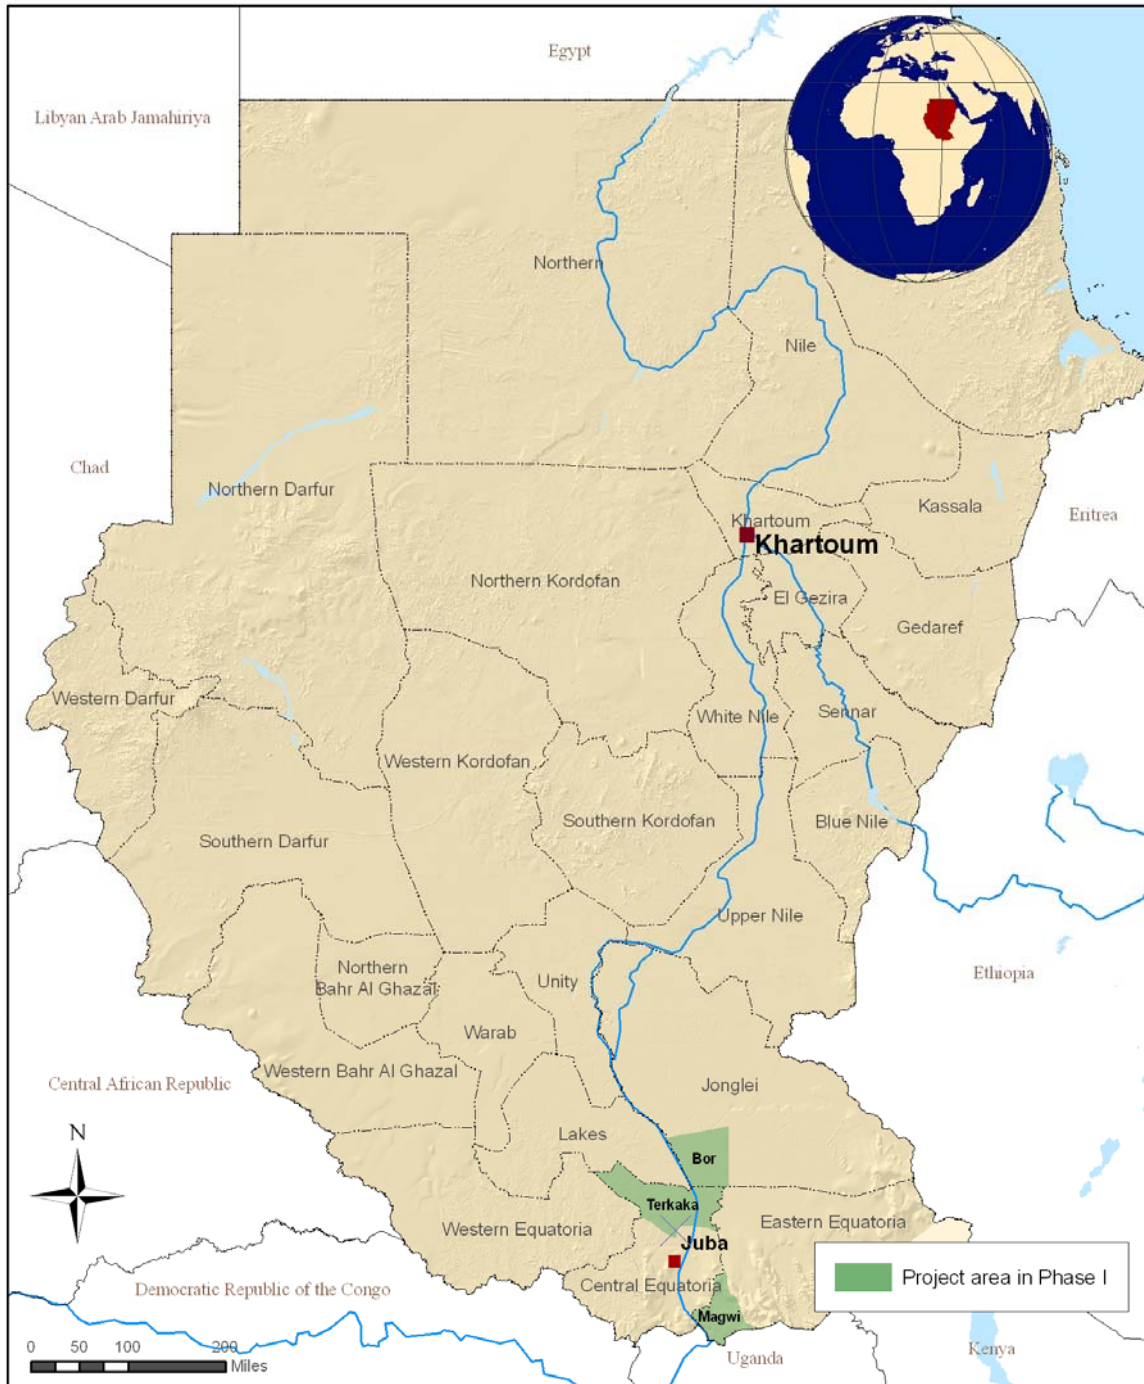 Egypt
Libyan Arab Jamahiriya
Northern
Nile
Chad
Northern Darfur
Kassala
Eritrea
Khartoum
Khartoum
Northern Kordofan
El Gezira
Gedaref
Western Darfur
White Nile
Sennar
Western Kordofan
Southern Kordofan
Blue Nile
Southern Darfur
Upper Nile
Northern
Bahr Al Ghazal
Unity
Ethiopia
Warab
Western Bahr Al Ghazal
Central African Republic
Jonglei
N
Lakes
Bor
Terkaka
Western Equatoria
Eastern Equatoria
Juba
Project area in Phase I
Central Equatoria
Democratic Republic of the Congo
Magwi
Uganda
Kenya
0 50 100 200
Miles